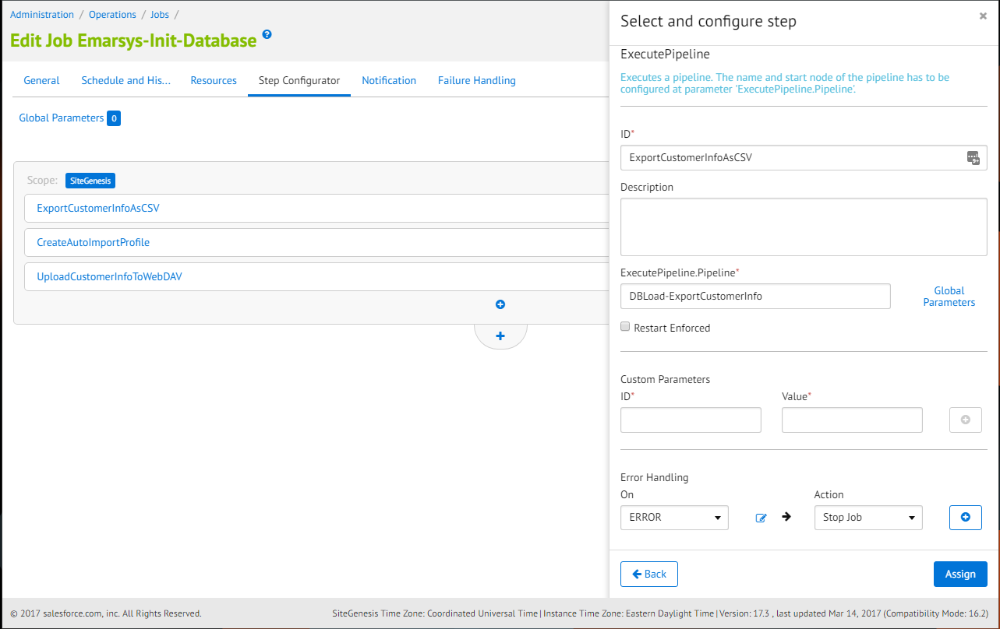 Administration / Operations / Jobs /
Edit Job Emarsys-Init-Database ?
General Schedule and His... Resources Step Configurator Notification Failure Handling
Global Parameters 0
Scope: SiteGenesis
ExportCustomerInfoAsCSV
CreateAutoImportProfile
UploadCustomerInfoToWebDAV
Select and configure step
ExecutePipeline
Executes a pipeline. The name and start node of the pipeline has to be
configured at parameter 'ExecutePipeline.Pipeline'.
ID*
ExportCustomerInfoAsCSV
9+
Description
ExecutePipeline.Pipeline*
DBLoad-ExportCustomerInfo
Global
Parameters
Restart Enforced
Custom Parameters
ID* Value*
Error Handling
On Action
ERROR Stop Job
Back Assign
© 2017 salesforce.com, inc. All Rights Reserved.
SiteGenesis Time Zone: Coordinated Universal Time | Instance Time Zone: Eastern Daylight Time | Version: 17.3 , last updated Mar 14, 2017 (Compatibility Mode: 16.2)